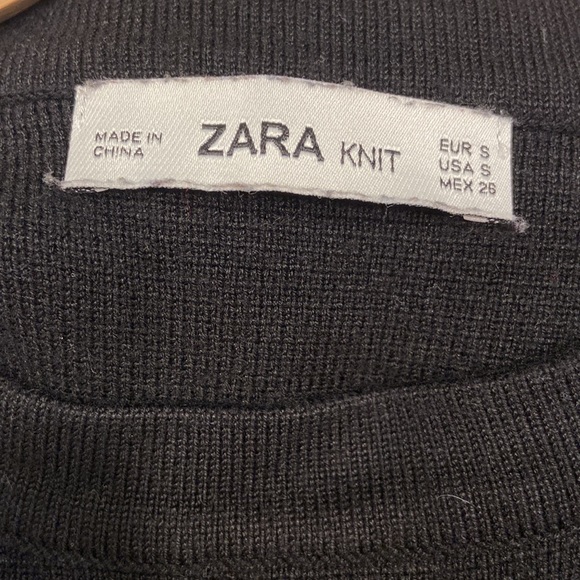 MADE IN
CHINA
ZARA KNIT
EUR S
USA S
MEX 26